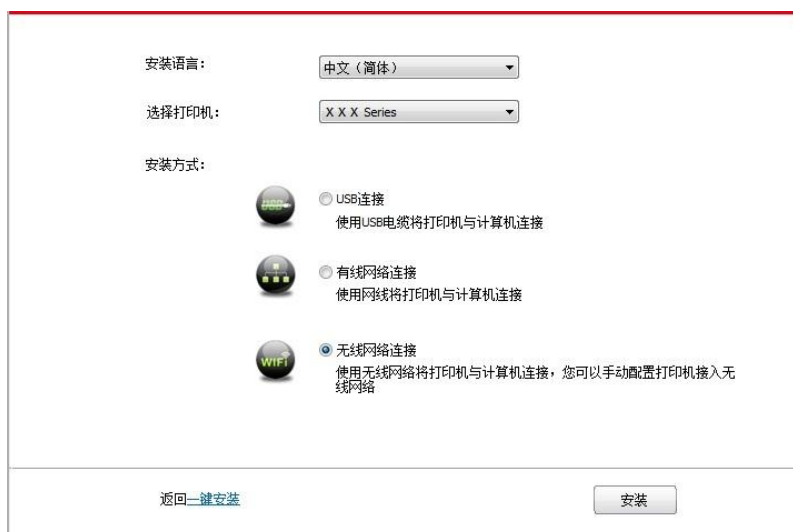 安装语言：
中文（简体）
选择打印机：
X X X Series
安装方式：
USB
USB连接
使用USB电缆将打印机与计算机连接
有线网络连接
使用网线将打印机与计算机连接
WiFi
无线网络连接
使用无线网络将打印机与计算机连接，您可以手动配置打印机接入无
线网络
返回一键安装
安装